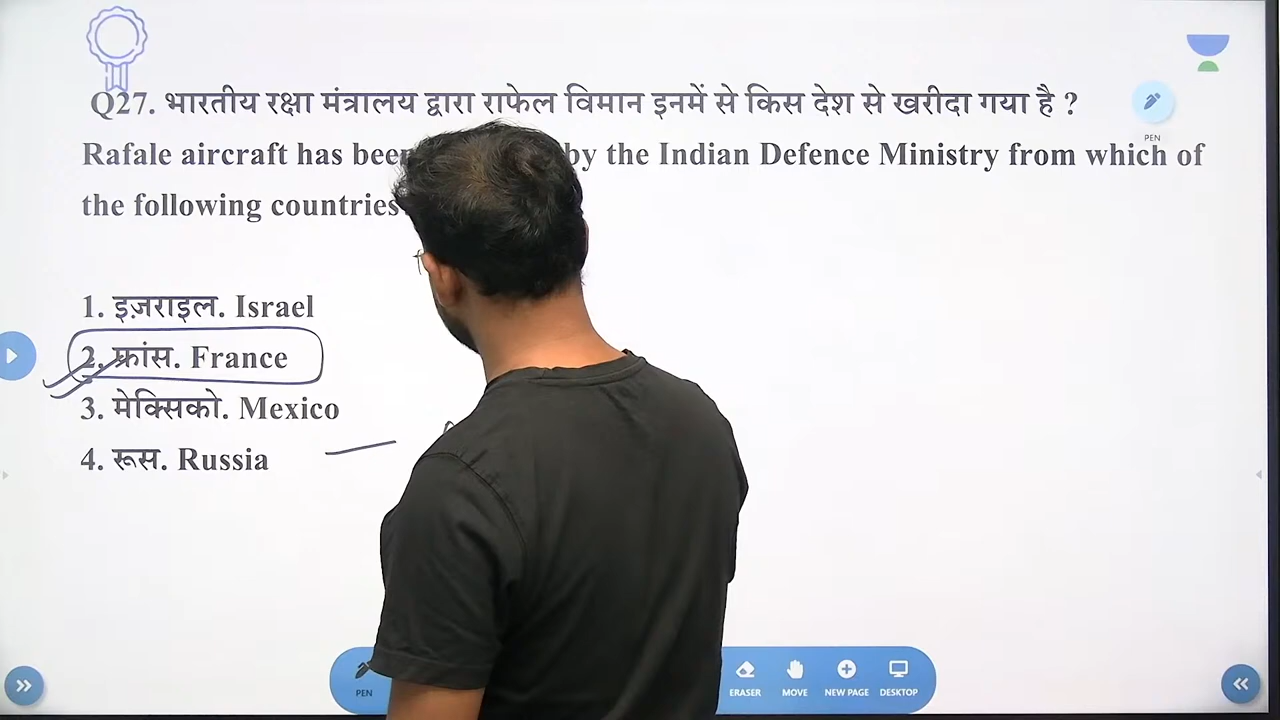 Q27. भारतीय रक्षा मंत्रालय द्वारा राफेल विमान इनमें से किस देश से खरीदा गया है ?
PEN
Rafale aircraft has been by the Indian Defence Ministry from which of
the following countries
1. इज़राइल. Israel
2. फ्रांस. France
3. मेक्सिको. Mexico
4. रूस. Russia
PEN ERASER MOVE NEW PAGE DESKTOP